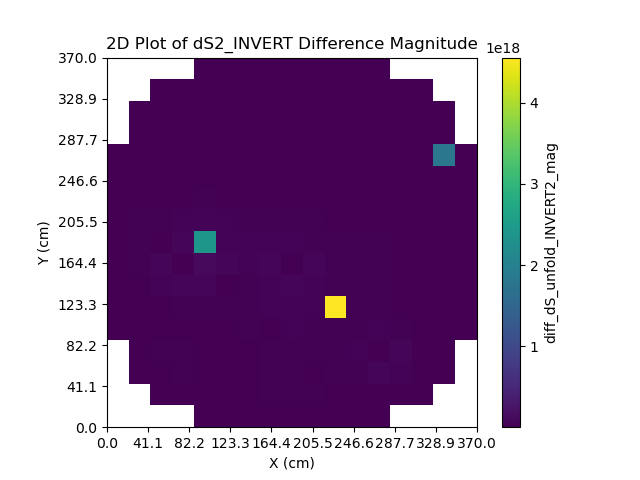 2D Plot of dS2_INVERT Difference Magnitude
1e18
370.0
328.9
287.7
246.6
205.5
164.4
123.3
82.2
41.1
0.0
Y (cm)
0.0 41.1 82.2 123.3 164.4 205.5 246.6 287.7 328.9 370.0
X (cm)
4
3
2
1
diff_dS_unfold_INVERT2_mag